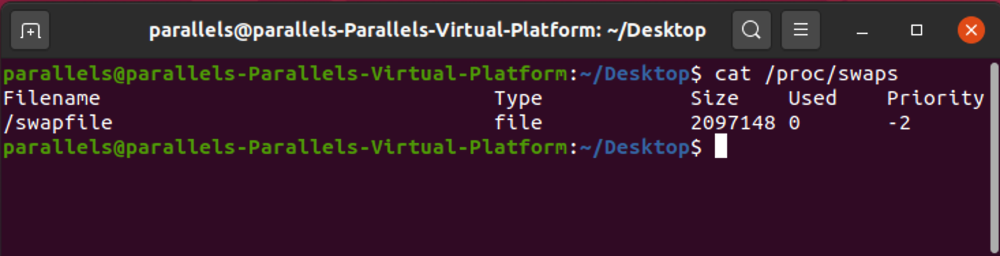 parallels@parallels-Parallels-Virtual-Platform: ~/Desktop
parallels@parallels-Parallels-Virtual-Platform:~/Desktop$ cat /proc/swaps
Filename Type Size Used Priority
/swapfile file 2097148 0 -2
parallels@parallels-Parallels-Virtual-Platform:~/Desktop$